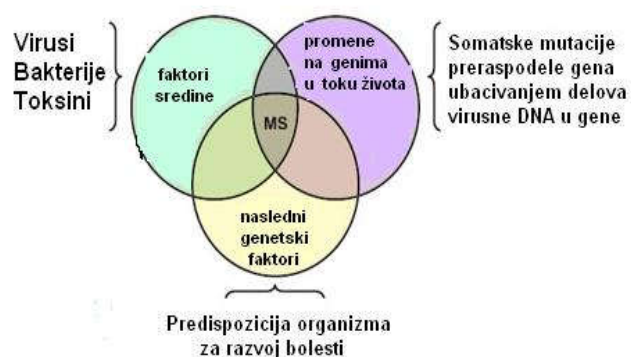 Virusi
Bakterije
Toksini
faktori
sredine
promene
na genima
u toku života
Somatske mutacije
preraspodele gena
ubacivanjem delova
virusne DNA u gene
MS
nasledni
genetski
faktori
Predispozicija organizma
za razvoj bolesti